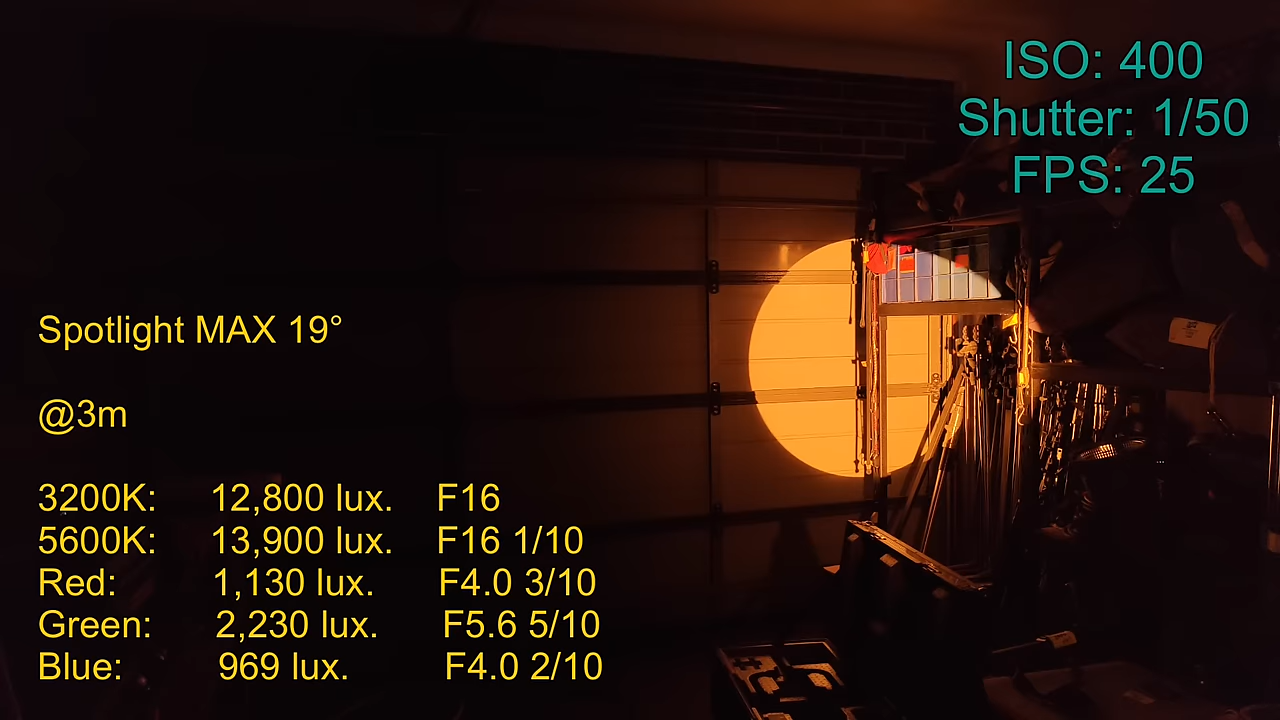 ISO: 400
Shutter: 1/50
FPS: 25
Spotlight MAX 19°
@3m
3200K: 12,800 lux. F16
5600K: 13,900 lux. F16 1/10
Red: 1,130 lux. F4.0 3/10
Green: 2,230 lux. F5.6 5/10
Blue: 969 lux. F4.0 2/10